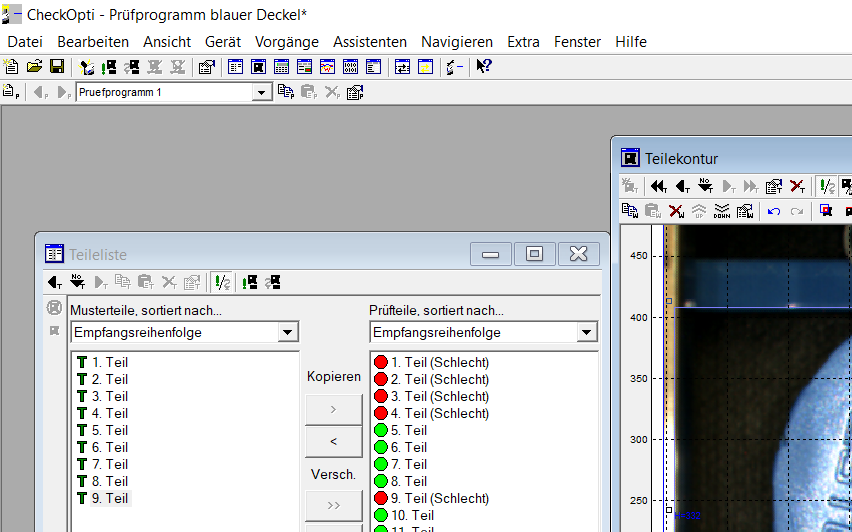 CheckOpti - Prüfprogramm blauer Deckel*
Datei Bearbeiten Ansicht Gerät Vorgänge Assistenten Navigieren Extra Fenster Hilfe
Pruefprogramm 1
Teilekontur
No
DOWN
450
400
350
300
250
Teileliste
No
Musterteile, sortiert nach...
Empfangsreihenfolge
1. Teil
2. Teil
3. Teil
4. Teil
5. Teil
6. Teil
7. Teil
8. Teil
9. Teil
Kopieren
>
<
Versch.
>>
Prüfteile, sortiert nach...
Empfangsreihenfolge
1. Teil (Schlecht)
2. Teil (Schlecht)
3. Teil (Schlecht)
4. Teil (Schlecht)
5. Teil
6. Teil
7. Teil
8. Teil
9. Teil (Schlecht)
10. Teil
11. Teil